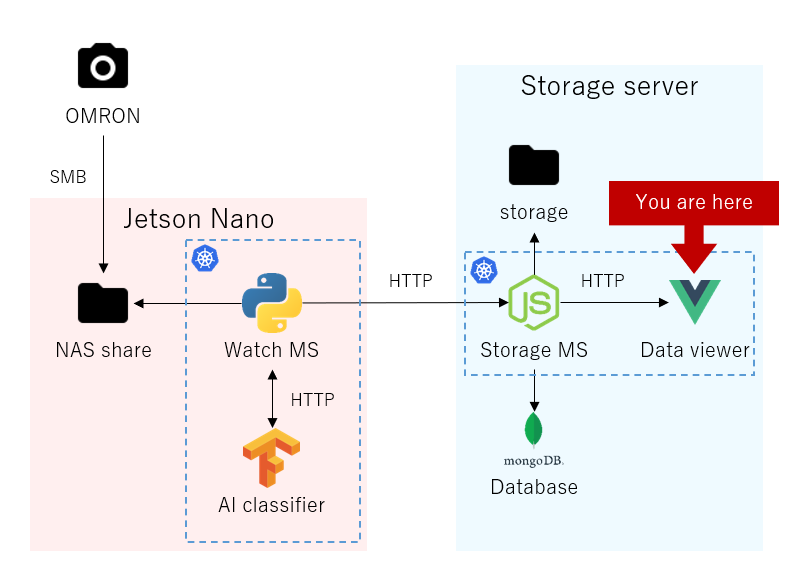 Storage server
OMRON
SMB
Jetson Nano
storage
You are here
HTTP
HTTP
JS
NAS share
Watch MS
Storage MS
Data viewer
HTTP
mongoDB.
Database
AI classifier